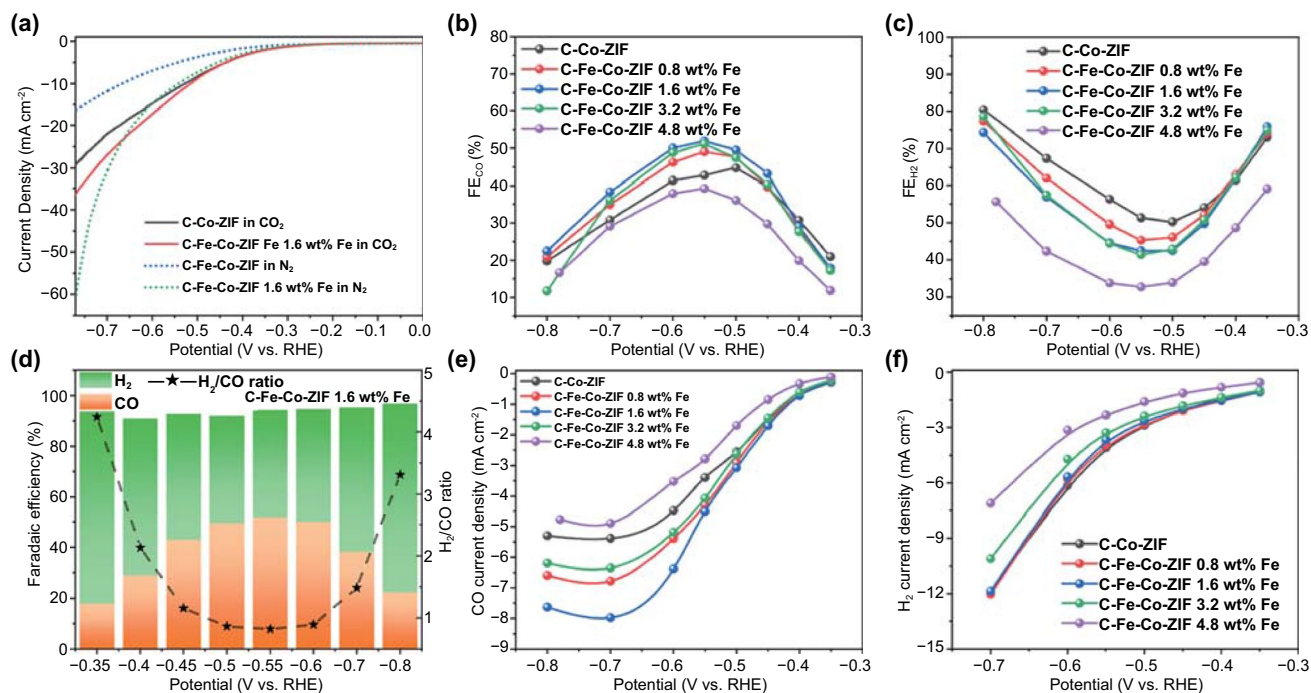 (a)
0
−10
−20
−30
−40
−50
−60
Current Density (mA cm⁻²)
C-Co-ZIF in CO₂
C-Fe-Co-ZIF Fe 1.6 wt% Fe in CO₂
C-Fe-Co-ZIF in N₂
C-Fe-Co-ZIF 1.6 wt% Fe in N₂
−0.7 −0.6 −0.5 −0.4 −0.3 −0.2 −0.1 0.0
Potential (V vs. RHE)
(b)
80
70
60
50
40
30
20
10
FE_CO (%)
C-Co-ZIF
C-Fe-Co-ZIF 0.8 wt% Fe
C-Fe-Co-ZIF 1.6 wt% Fe
C-Fe-Co-ZIF 3.2 wt% Fe
C-Fe-Co-ZIF 4.8 wt% Fe
−0.8 −0.7 −0.6 −0.5 −0.4 −0.3
Potential (V vs. RHE)
(c)
100
90
80
70
60
50
40
30
FE_H2 (%)
C-Co-ZIF
C-Fe-Co-ZIF 0.8 wt% Fe
C-Fe-Co-ZIF 1.6 wt% Fe
C-Fe-Co-ZIF 3.2 wt% Fe
C-Fe-Co-ZIF 4.8 wt% Fe
−0.8 −0.7 −0.6 −0.5 −0.4 −0.3
Potential (V vs. RHE)
(d)
100
80
60
40
20
0
Faradaic efficiency (%)
H₂
CO
H₂/CO ratio
C-Fe-Co-ZIF 1.6 wt% Fe
5
4
3
2
1
H₂/CO ratio
−0.35 −0.4 −0.45 −0.5 −0.55 −0.6 −0.7 −0.8
Potential (V vs. RHE)
(e)
0
−1
−2
−3
−4
−5
−6
−7
−8
−9
CO current density (mA cm⁻²)
C-Co-ZIF
C-Fe-Co-ZIF 0.8 wt% Fe
C-Fe-Co-ZIF 1.6 wt% Fe
C-Fe-Co-ZIF 3.2 wt% Fe
C-Fe-Co-ZIF 4.8 wt% Fe
−0.8 −0.7 −0.6 −0.5 −0.4 −0.3
Potential (V vs. RHE)
(f)
0
−3
−6
−9
−12
−15
H₂ current density (mA cm⁻²)
C-Co-ZIF
C-Fe-Co-ZIF 0.8 wt% Fe
C-Fe-Co-ZIF 1.6 wt% Fe
C-Fe-Co-ZIF 3.2 wt% Fe
C-Fe-Co-ZIF 4.8 wt% Fe
−0.7 −0.6 −0.5 −0.4 −0.3
Potential (V vs. RHE)